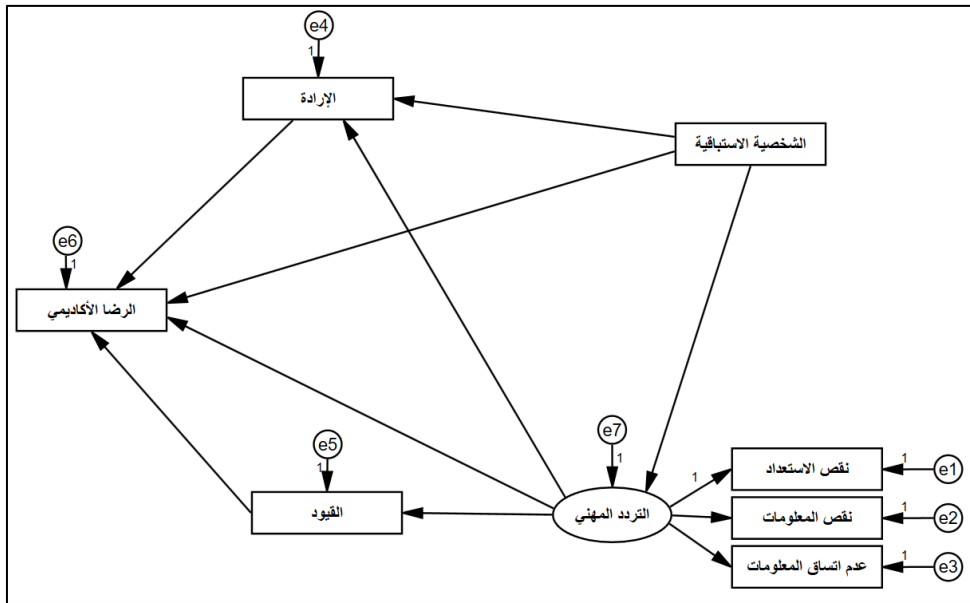 e4
1
الإرادة
الشخصية الاستباقية
e6
1
الرضا الأكاديمي
e5
1
القيود
e7
1
التردد المهني
1
نقص الاستعداد
1
e1
نقص المعلومات
1
e2
عدم اتساق المعلومات
1
e3